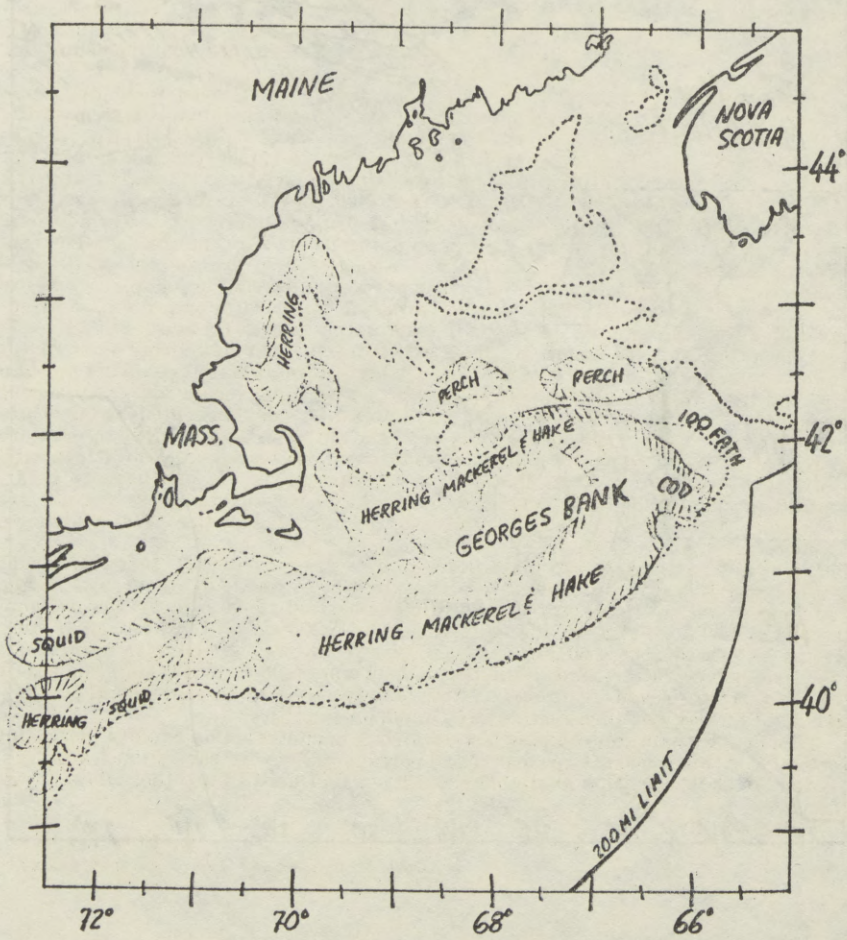 MAINE
NOVA
SCOTIA
44°
HERRING
PERCH
PERCH
MASS.
100 FATH
42°
HERRING MACKEREL & HAKE
COD
GEORGES BANK
HERRING MACKEREL & HAKE
SQUID
SQUID
HERRING
40°
200 MI LIMIT
72°
70°
68°
66°